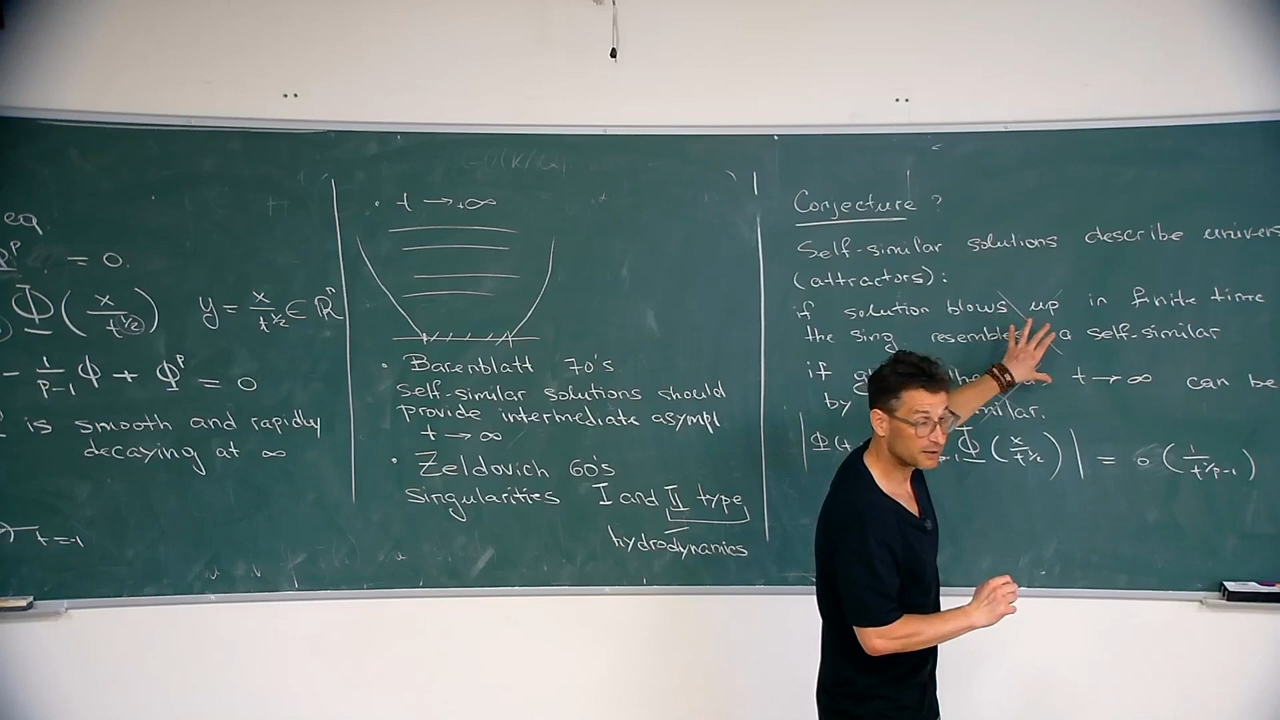 eq
= 0.
Φ(x/t^{1/2}) y = x/t^{1/2} ∈ ℝⁿ
- 1/(p-1) Φ + Φ^p = 0
is smooth and rapidly
decaying at ∞
t=-1
• t → +∞
• Barenblatt 70's
self-similar solutions should
provide intermediate asympt
t → ∞
• Zeldovich 60's
singularities I and II type
hydrodynamics
Conjecture?
Self-similar solutions describe univers
(attractors):
if solution blows up in finite time
the sing resembles a self-similar
if t → ∞ can be
by
Φ(x/t^{1/2})| = o(1/t^{1/p-1})